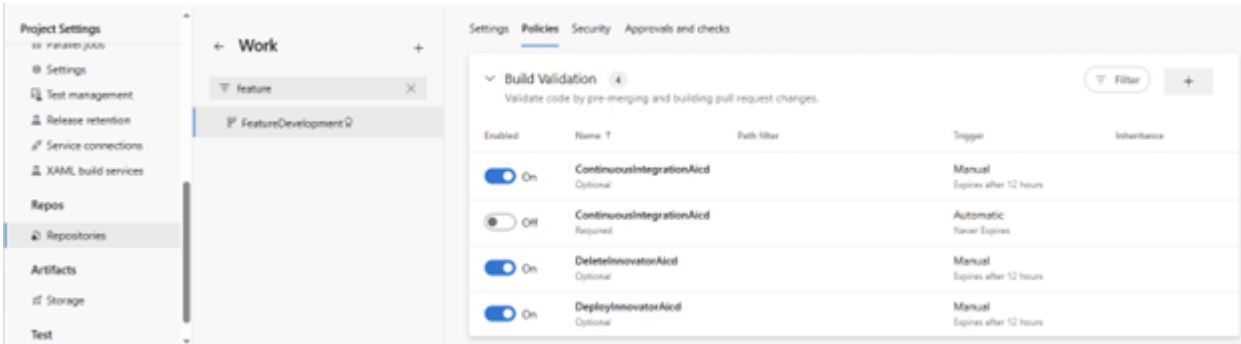 Project Settings
Parallel jobs
Settings
Test management
Release retention
Service connections
XAML build services
Repos
Repositories
Artifacts
Storage
Test
Work
feature
FeatureDevelopment
Settings Policies Security Approvals and checks
Build Validation 4
Validate code by pre-merging and building pull request changes.
Filter
Enabled Name ↑ Path filter Trigger Inheritance
On ContinuousIntegrationAicd Manual
Optional Expires after 12 hours
Off ContinuousIntegrationAicd Automatic
Required Never Expires
On DeleteInnovatorAicd Manual
Optional Expires after 12 hours
On DeployInnovatorAicd Manual
Optional Expires after 12 hours